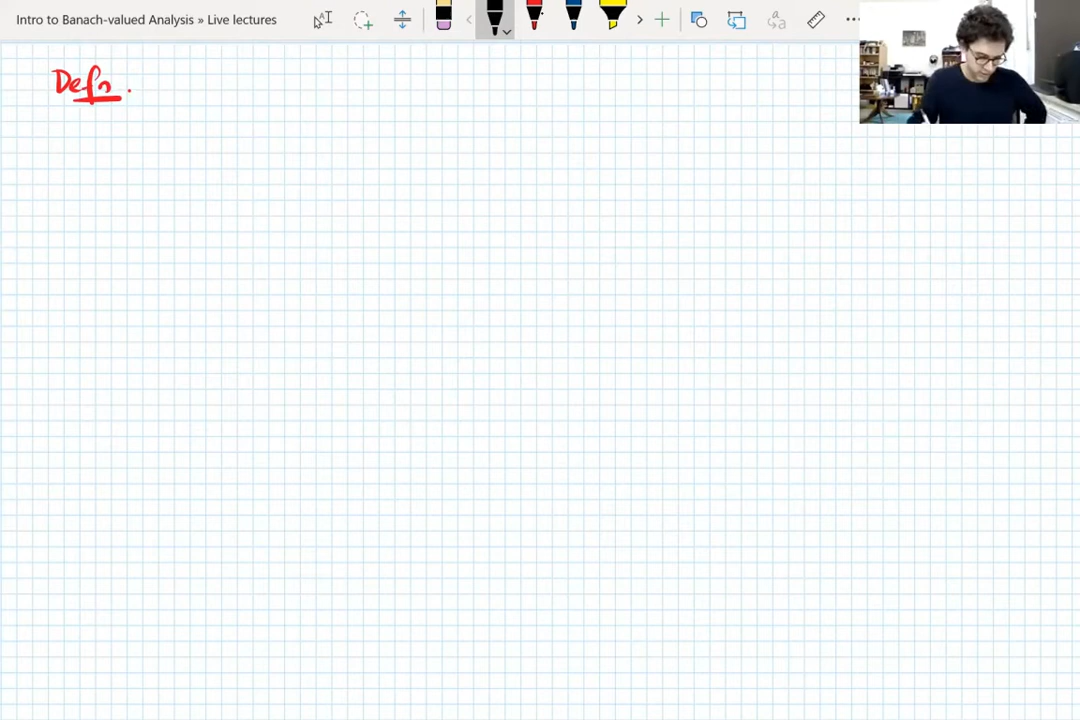 Intro to Banach-valued Analysis » Live lectures
Defn.